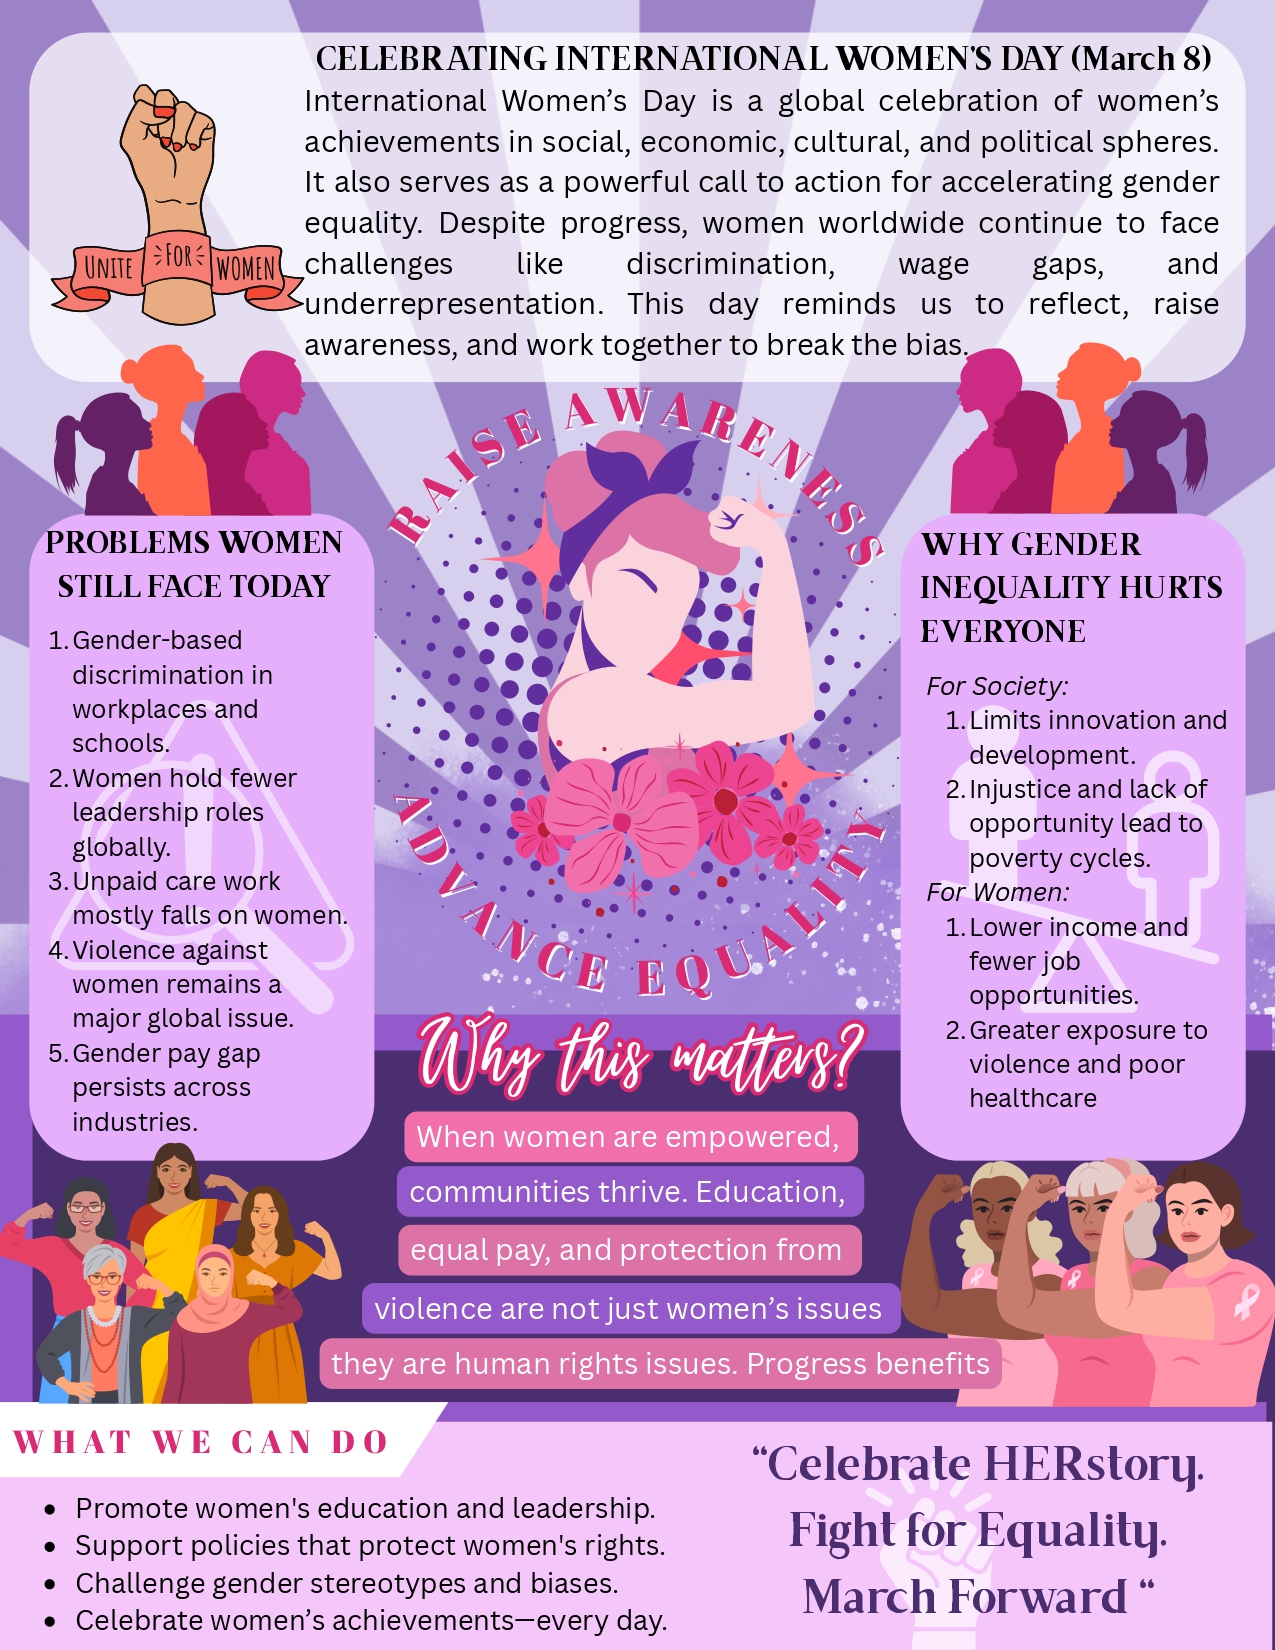 CELEBRATING INTERNATIONAL WOMEN'S DAY (March 8)
International Women's Day is a global celebration of women's
achievements in social, economic, cultural, and political spheres.
It also serves as a powerful call to action for accelerating gender
equality. Despite progress, women worldwide continue to face
challenges like discrimination, wage gaps, and
underrepresentation. This day reminds us to reflect, raise
awareness, and work together to break the bias.
UNITE FOR WOMEN
RAISE AWARENESS
ADVANCE EQUALITY
PROBLEMS WOMEN
STILL FACE TODAY
1. Gender-based
discrimination in
workplaces and
schools.
2. Women hold fewer
leadership roles
globally.
3. Unpaid care work
mostly falls on women.
4. Violence against
women remains a
major global issue.
5. Gender pay gap
persists across
industries.
WHY GENDER
INEQUALITY HURTS
EVERYONE
For Society:
1. Limits innovation and
development.
2. Injustice and lack of
opportunity lead to
poverty cycles.
For Women:
1. Lower income and
fewer job
opportunities.
2. Greater exposure to
violence and poor
healthcare
Why this matters?
When women are empowered,
communities thrive. Education,
equal pay, and protection from
violence are not just women's issues
they are human rights issues. Progress benefits
WHAT WE CAN DO
• Promote women's education and leadership.
• Support policies that protect women's rights.
• Challenge gender stereotypes and biases.
• Celebrate women's achievements—every day.
"Celebrate HERstory.
Fight for Equality.
March Forward "